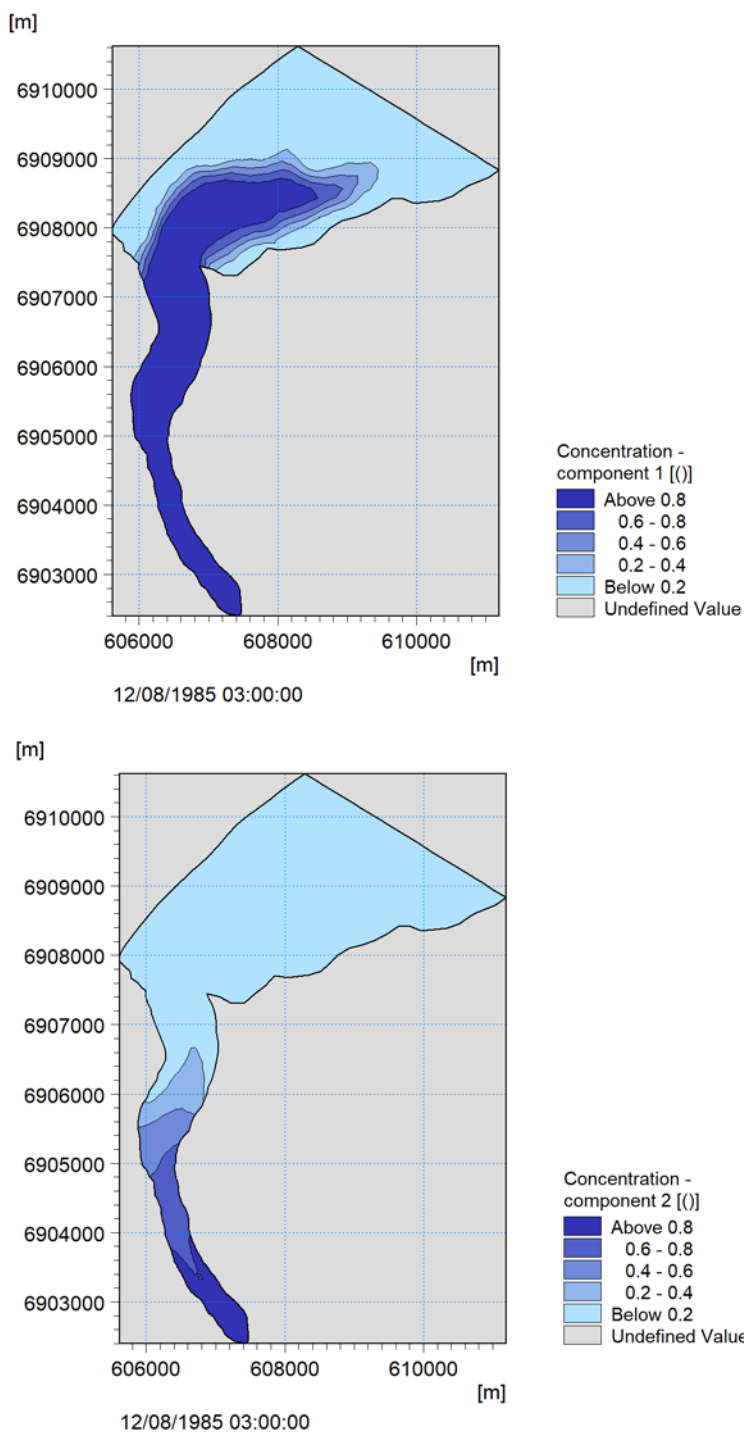 [m]
6910000
6909000
6908000
6907000
6906000
6905000
6904000
6903000
606000 608000 610000
[m]
12/08/1985 03:00:00
Concentration -
component 1 [()]
Above 0.8
0.6 - 0.8
0.4 - 0.6
0.2 - 0.4
Below 0.2
Undefined Value
[m]
6910000
6909000
6908000
6907000
6906000
6905000
6904000
6903000
606000 608000 610000
[m]
12/08/1985 03:00:00
Concentration -
component 2 [()]
Above 0.8
0.6 - 0.8
0.4 - 0.6
0.2 - 0.4
Below 0.2
Undefined Value